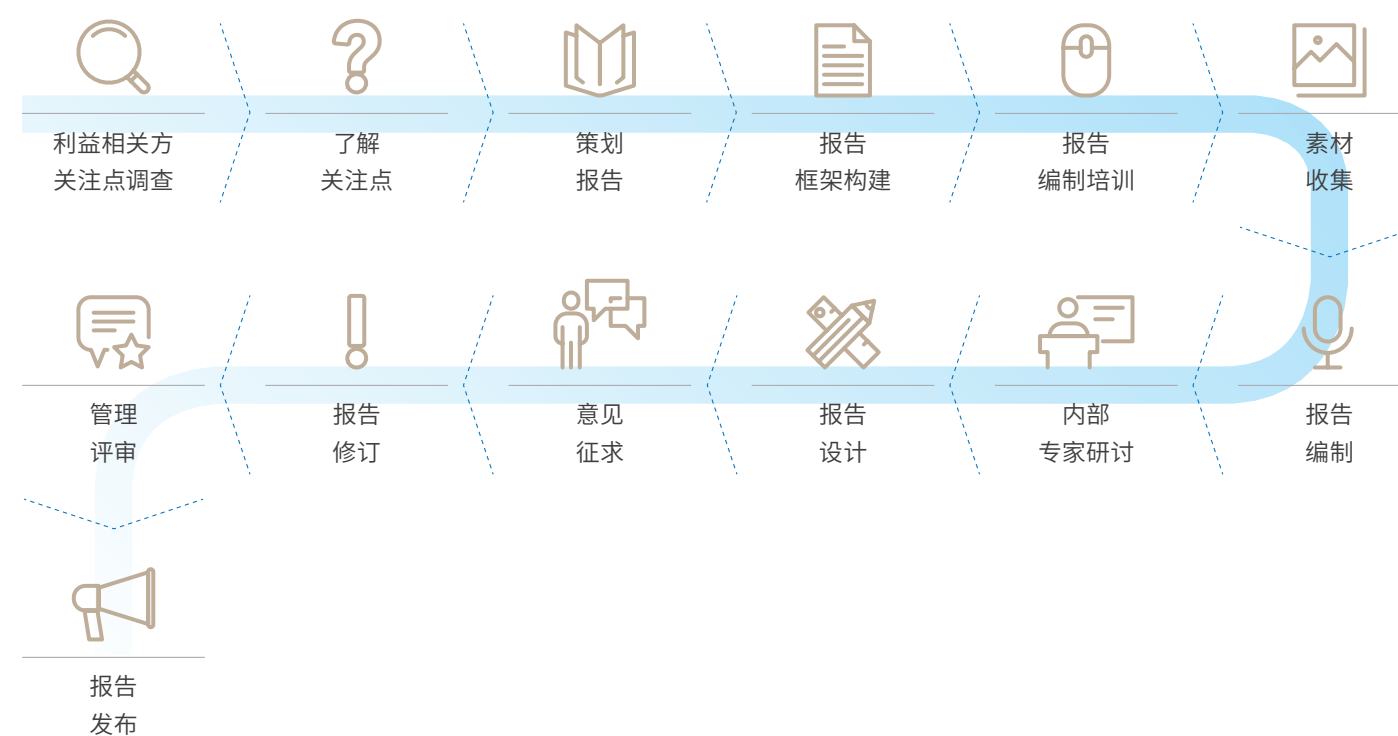 利益相关方
关注点调查
了解
关注点
策划
报告
报告
框架构建
报告
编制培训
素材
收集
报告
编制
内部
专家研讨
报告
设计
意见
征求
报告
修订
管理
评审
报告
发布